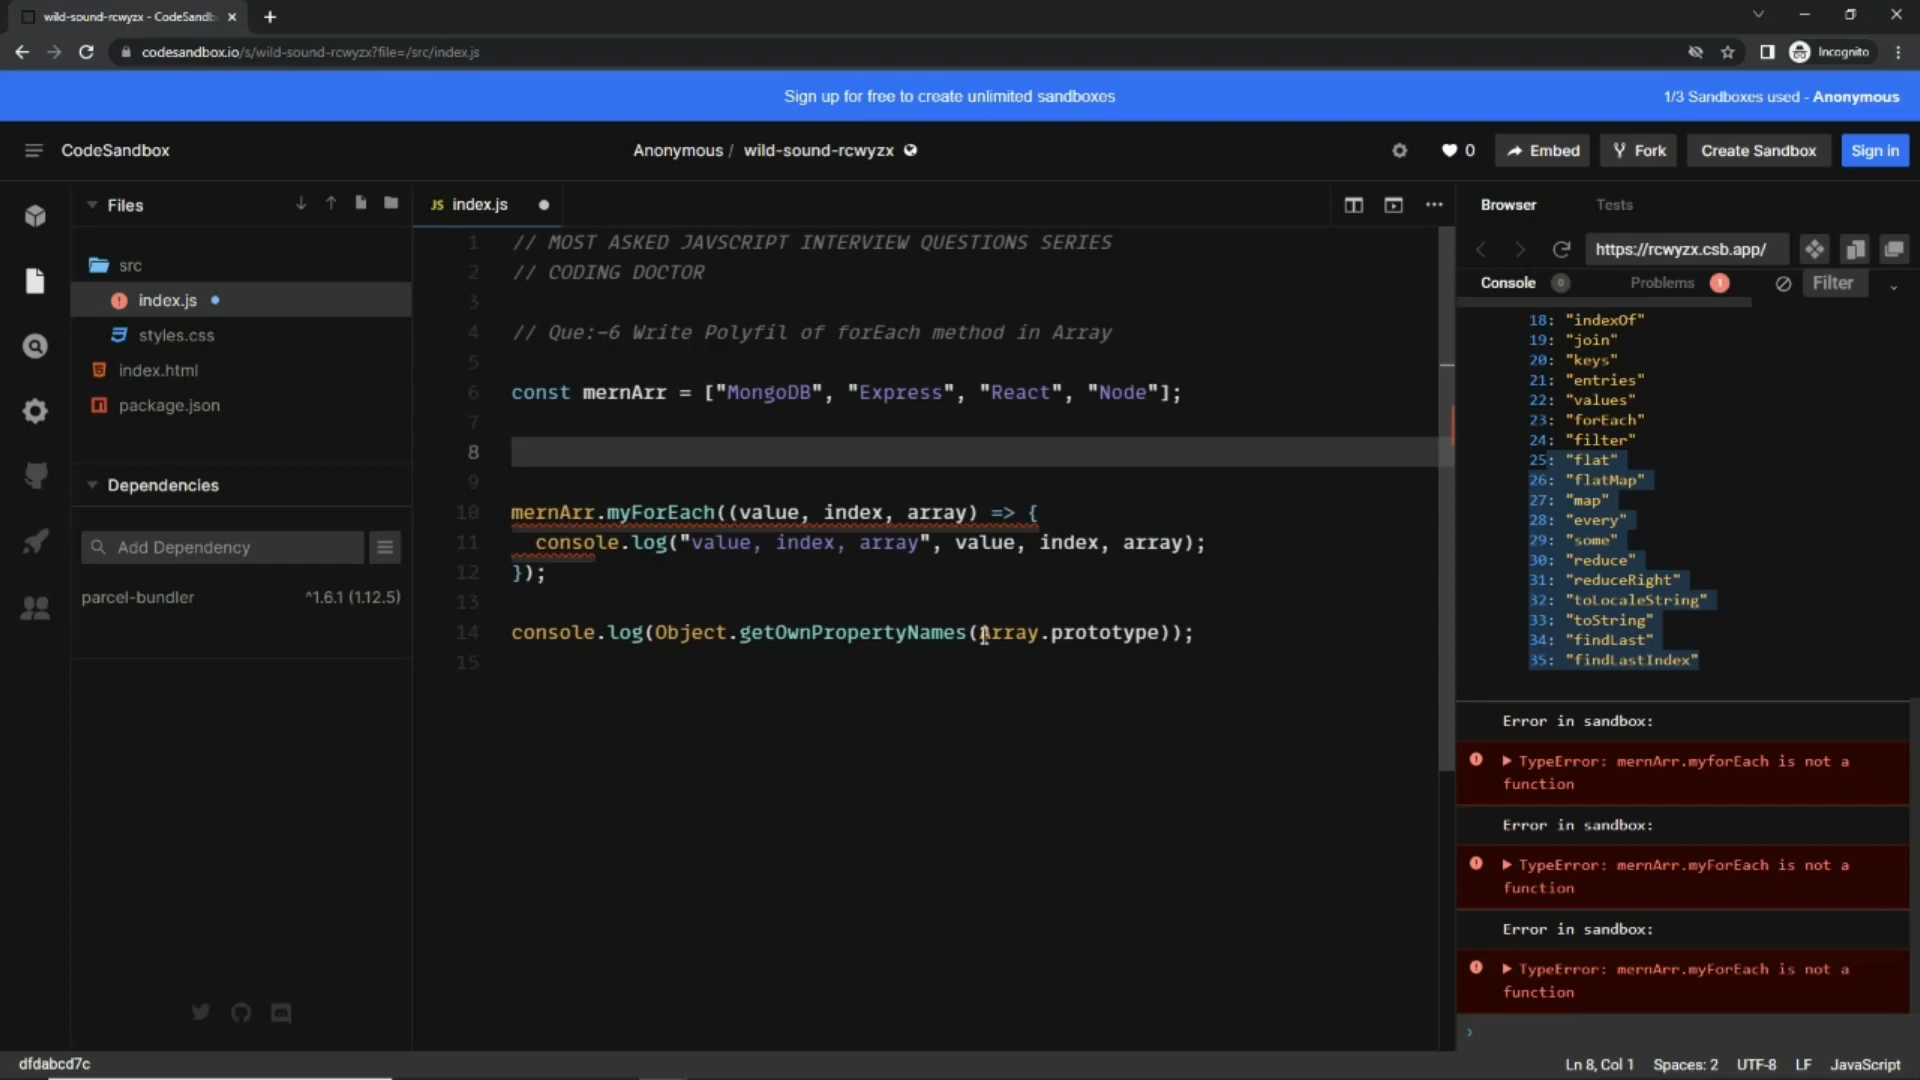 wild-sound-rcwyzx - CodeSandb
codesandbox.io/s/wild-sound-rcwyzx?file=/src/index.js
Incognito
Sign up for free to create unlimited sandboxes
1/3 Sandboxes used - Anonymous
CodeSandbox
Anonymous / wild-sound-rcwyzx
0
Embed
Fork
Create Sandbox
Sign in
Files
src
index.js
styles.css
index.html
package.json
Dependencies
Add Dependency
parcel-bundler ^1.6.1 (1.12.5)
JS index.js
1 // MOST ASKED JAVSCRIPT INTERVIEW QUESTIONS SERIES
2 // CODING DOCTOR
3
4 // Que:-6 Write Polyfil of forEach method in Array
5
6 const mernArr = ["MongoDB", "Express", "React", "Node"];
7
8
9
10 mernArr.myForEach((value, index, array) => {
11 console.log("value, index, array", value, index, array);
12 });
13
14 console.log(Object.getOwnPropertyNames(Array.prototype));
15
Browser
Tests
https://rcwyzx.csb.app/
Console 0
Problems 1
Filter
18: "indexOf"
19: "join"
20: "keys"
21: "entries"
22: "values"
23: "forEach"
24: "filter"
25: "flat"
26: "flatMap"
27: "map"
28: "every"
29: "some"
30: "reduce"
31: "reduceRight"
32: "toLocaleString"
33: "toString"
34: "findLast"
35: "findLastIndex"
Error in sandbox:
TypeError: mernArr.myforEach is not a
function
Error in sandbox:
TypeError: mernArr.myForEach is not a
function
Error in sandbox:
TypeError: mernArr.myForEach is not a
function
dfdabcd7c
Ln 8, Col 1
Spaces: 2
UTF-8
LF
JavaScript